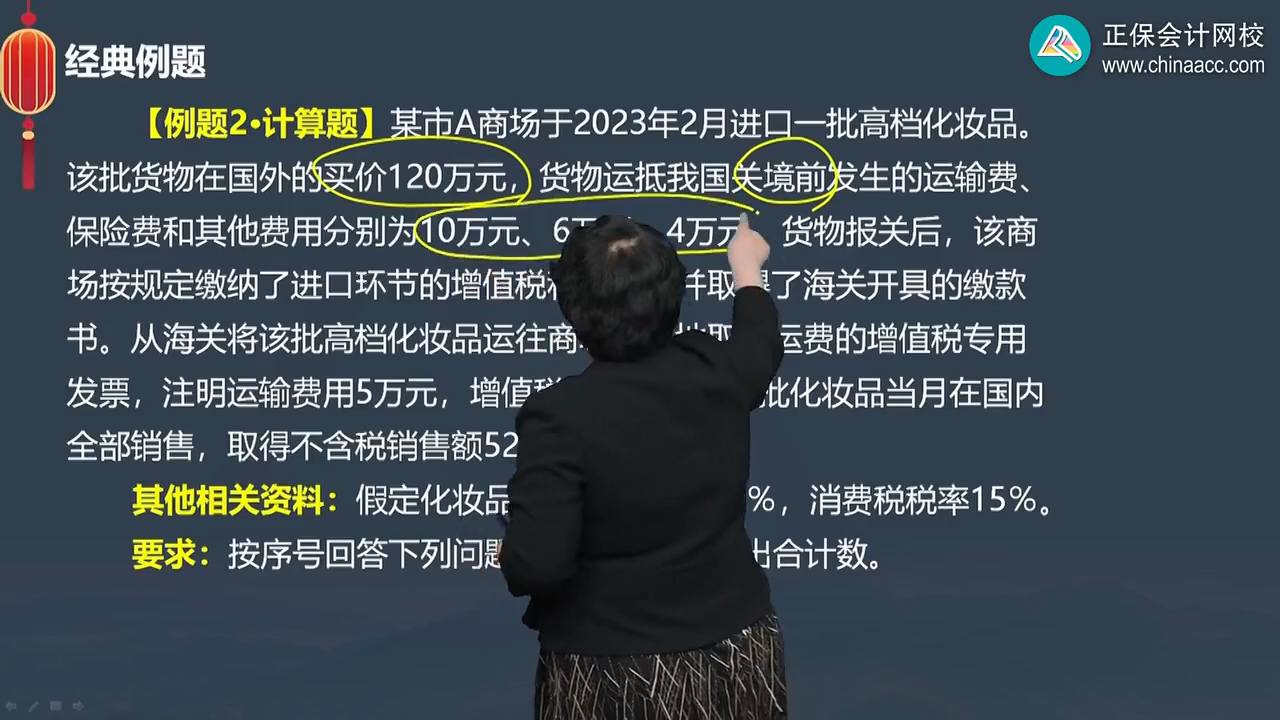 正保会计网校
www.chinaacc.com
经典例题
【例题2·计算题】某市A商场于2023年2月进口一批高档化妆品。
该批货物在国外的买价120万元，货物运抵我国关境前发生的运输费、
保险费和其他费用分别为10万元、6万 4万元 货物报关后，该商
场按规定缴纳了进口环节的增值税 并取得了海关开具的缴款
书。从海关将该批高档化妆品运往商 运费的增值税专用
发票，注明运输费用5万元，增值税 批化妆品当月在国内
全部销售，取得不含税销售额52
其他相关资料：假定化妆品 %，消费税税率15%。
要求：按序号回答下列问题 出合计数。